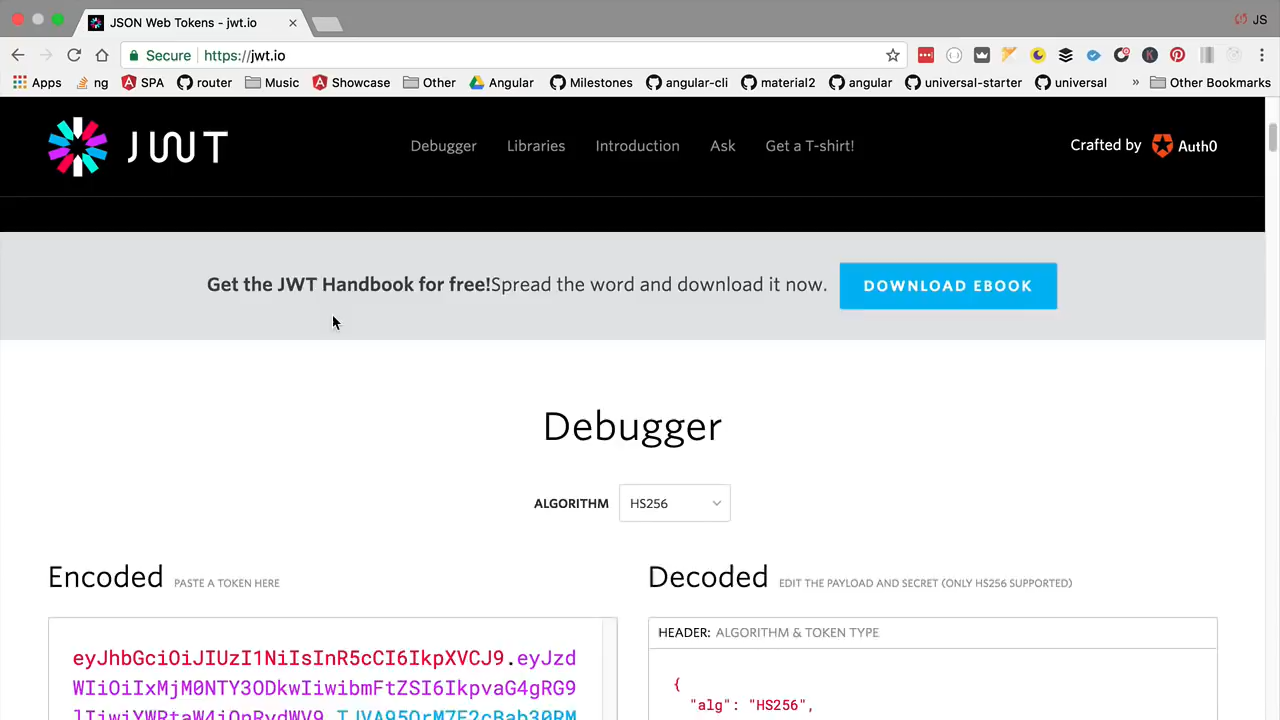 JSON Web Tokens - jwt.io
JS
Secure https://jwt.io
Apps ng SPA router Music Showcase Other Angular Milestones angular-cli material2 angular universal-starter universal » Other Bookmarks
JWT Debugger Libraries Introduction Ask Get a T-shirt! Crafted by Auth0
Get the JWT Handbook for free!Spread the word and download it now. DOWNLOAD EBOOK
Debugger
ALGORITHM HS256
Encoded PASTE A TOKEN HERE
Decoded EDIT THE PAYLOAD AND SECRET (ONLY HS256 SUPPORTED)
eyJhbGciOiJIUzI1NiIsInR5cCI6IkpXVCJ9.eyJzd
WIiOiIxMjM0NTY3ODkwIiwibmFtZSI6IkpvaG4gRG9
HEADER: ALGORITHM & TOKEN TYPE
{
"alg": "HS256",